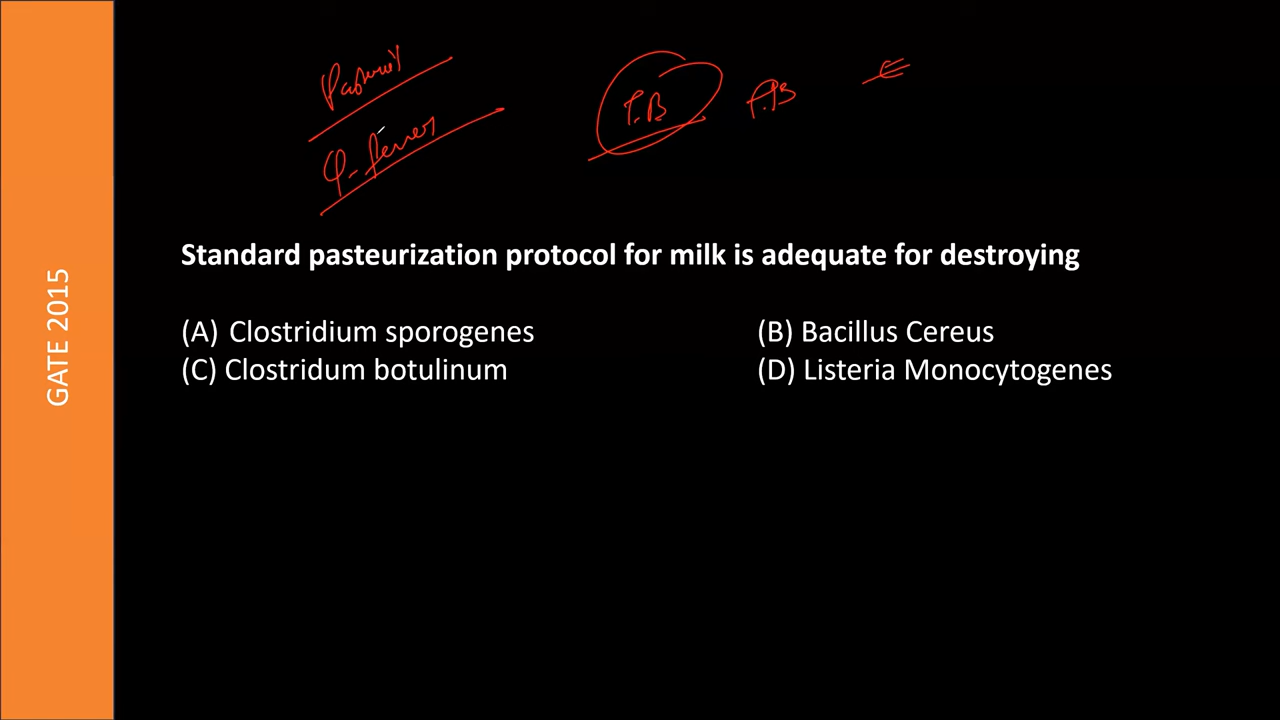 Q-fever
T.B
Standard pasteurization protocol for milk is adequate for destroying
(A) Clostridium sporogenes
(B) Bacillus Cereus
(C) Clostridum botulinum
(D) Listeria Monocytogenes
GATE 2015